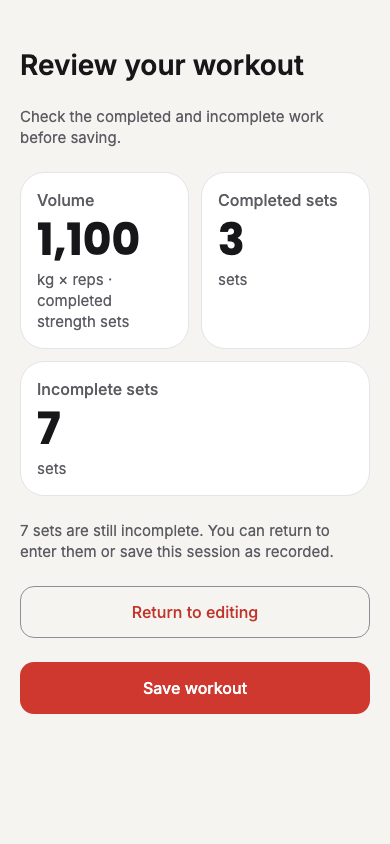 Review your workout
Check the completed and incomplete work
before saving.
Volume
1,100
kg × reps ·
completed
strength sets
Completed sets
3
sets
Incomplete sets
7
sets
7 sets are still incomplete. You can return to
enter them or save this session as recorded.
Return to editing
Save workout